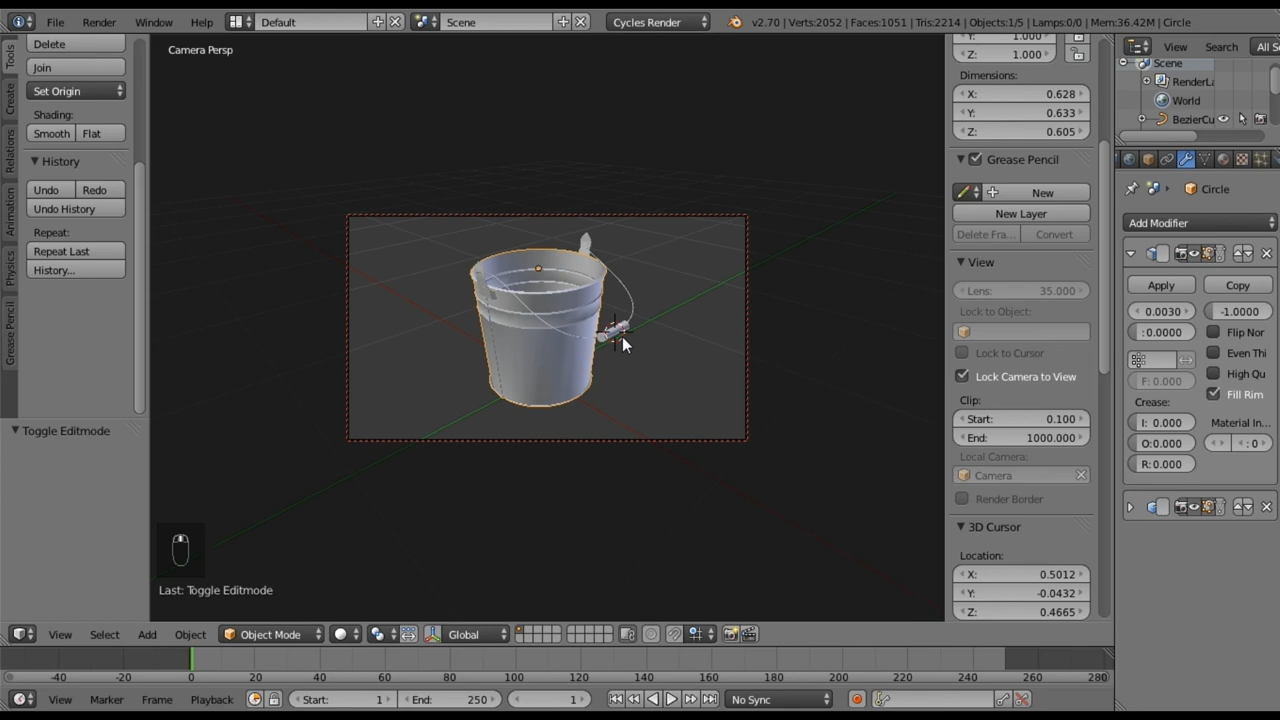 File Render Window Help Default Scene Cycles Render v2.70 | Verts:2052 | Faces:1051 | Tris:2214 | Objects:1/5 | Lamps:0/0 | Mem:36.42M | Circle
Tools
Create
Relations
Animation
Physics
Grease Pencil
Delete
Join
Set Origin
Shading:
Smooth Flat
History
Undo Redo
Undo History
Repeat:
Repeat Last
History...
Toggle Editmode
Camera Persp
Last: Toggle Editmode
Y: 1.000
Z: 1.000
Dimensions:
X: 0.628
Y: 0.633
Z: 0.605
Grease Pencil
New
New Layer
Delete Fra... Convert
View
Lens: 35.000
Lock to Object:
Lock to Cursor
Lock Camera to View
Clip:
Start: 0.100
End: 1000.000
Local Camera:
Camera
Render Border
3D Cursor
Location:
X: 0.5012
Y: -0.0432
Z: 0.4665
View Search All S
Scene
RenderLa
World
BezierCu
Circle
Add Modifier
Apply Copy
0.0030 -1.0000
:0.0000 Flip Nor
Even Thi
F: 0.000 High Qu
Fill Rim
Crease:
I: 0.000 Material In...
O:0.000 :0
R:0.000
View Select Add Object Object Mode Global
-40 -20 0 20 40 60 80 100 120 140 160 180 200 220 240 260 280
View Marker Frame Playback Start: 1 End: 250 1 No Sync